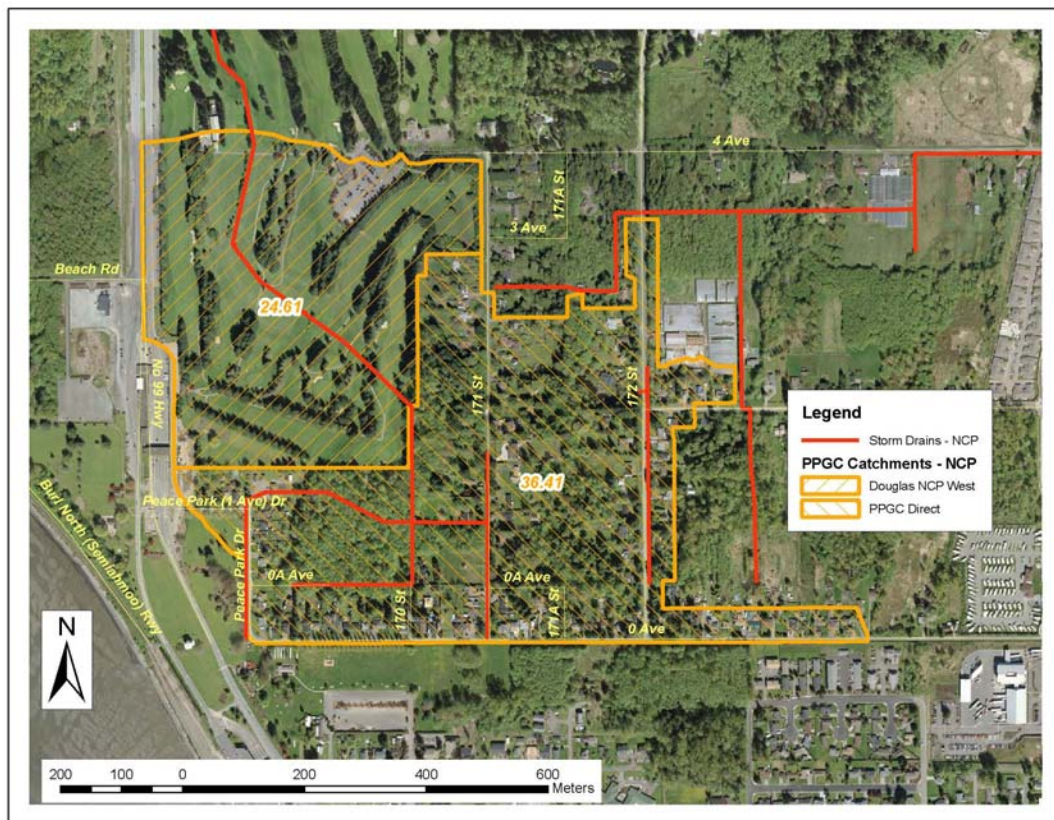 4 Ave
171A St
3 Ave
Beach Rd
24.61
No 99 Hwy
171 St
172 St
Legend
Storm Drains - NCP
PPGC Catchments - NCP
Douglas NCP West
PPGC Direct
36.41
Peace Park (1 Ave) Dr
Burl North (Semiahmoo) Rwy
Peace Park Dr
0A Ave
0A Ave
170 St
171A St
0 Ave
N
200 100 0 200 400 600
Meters